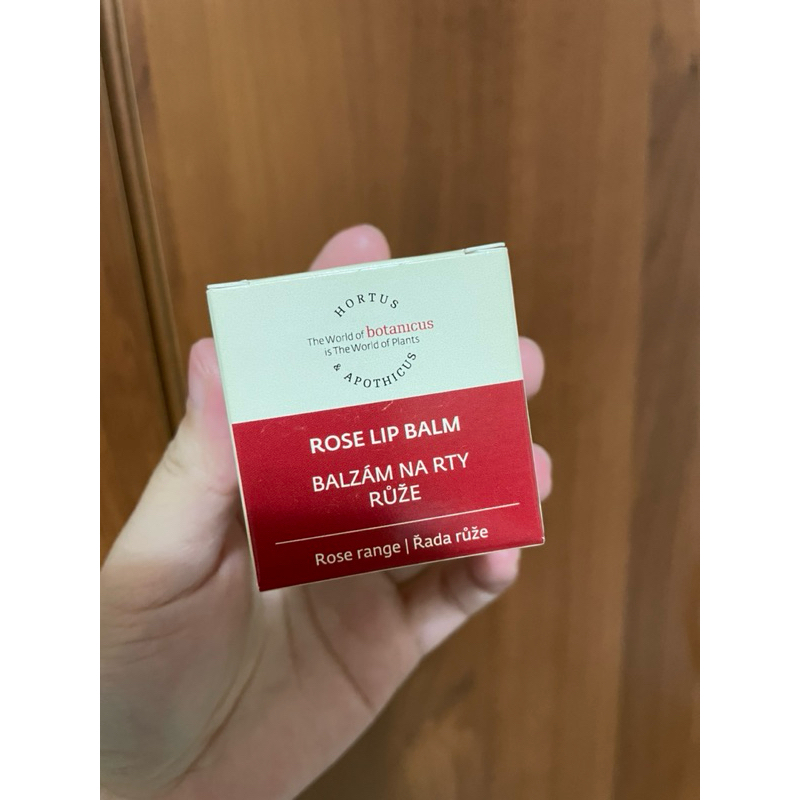 HORTUS
The World of botanicus
is The World of Plants
& APOTHICUS
ROSE LIP BALM
BALZÁM NA RTY
RŮŽE
Rose range | Řada růže